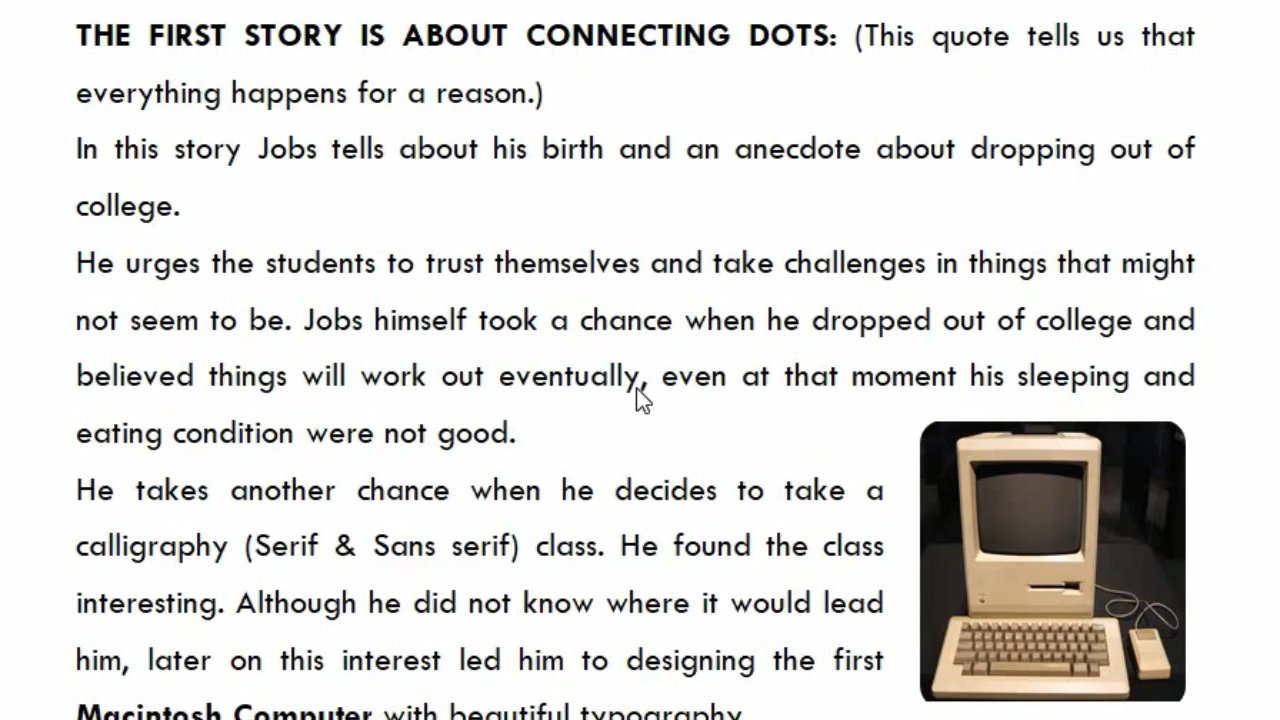 THE FIRST STORY IS ABOUT CONNECTING DOTS: (This quote tells us that
everything happens for a reason.)
In this story Jobs tells about his birth and an anecdote about dropping out of
college.
He urges the students to trust themselves and take challenges in things that might
not seem to be. Jobs himself took a chance when he dropped out of college and
believed things will work out eventually, even at that moment his sleeping and
eating condition were not good.
He takes another chance when he decides to take a
calligraphy (Serif & Sans serif) class. He found the class
interesting. Although he did not know where it would lead
him, later on this interest led him to designing the first
Macintosh Computer with beautiful typography.